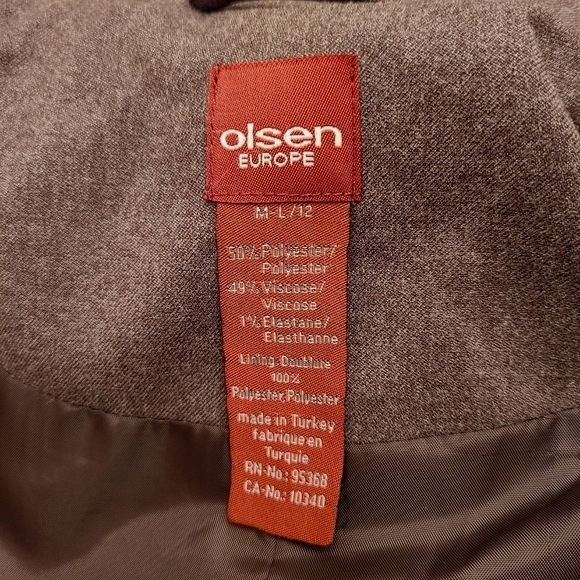 olsen
EUROPE
M-L/12
50% Polyester/
Polyester
49% Viscose/
Viscose
1% Elastane/
Elasthanne
Lining: Doublure
100%
Polyester, Polyester
made in Turkey
fabrique en
Turquie
RN-No.: 95368
CA-No.: 10340